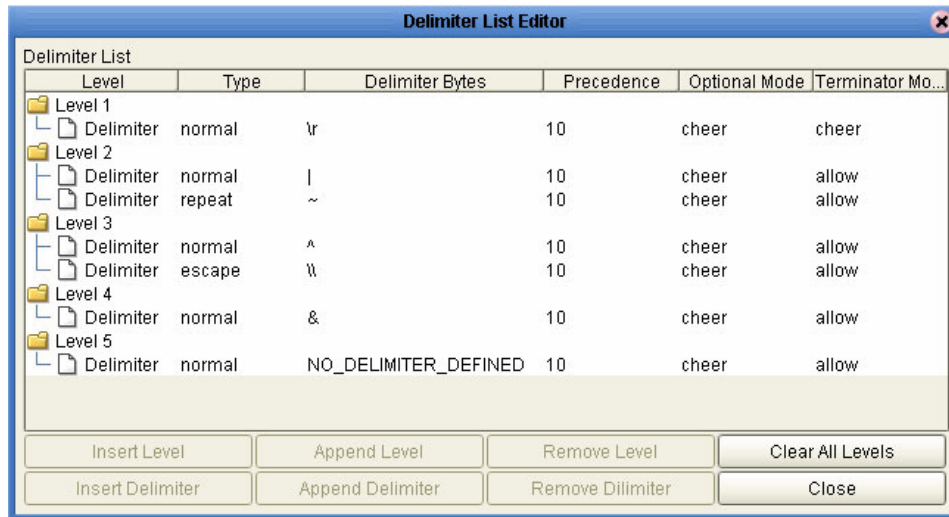 Delimiter List Editor
Delimiter List
Level Type Delimiter Bytes Precedence Optional Mode Terminator Mo...
Level 1
Delimiter normal \r 10 cheer cheer
Level 2
Delimiter normal | 10 cheer allow
Delimiter repeat ~ 10 cheer allow
Level 3
Delimiter normal ^ 10 cheer allow
Delimiter escape \\ 10 cheer allow
Level 4
Delimiter normal & 10 cheer allow
Level 5
Delimiter normal NO_DELIMITER_DEFINED 10 cheer allow
Insert Level Append Level Remove Level Clear All Levels
Insert Delimiter Append Delimiter Remove Dilimiter Close